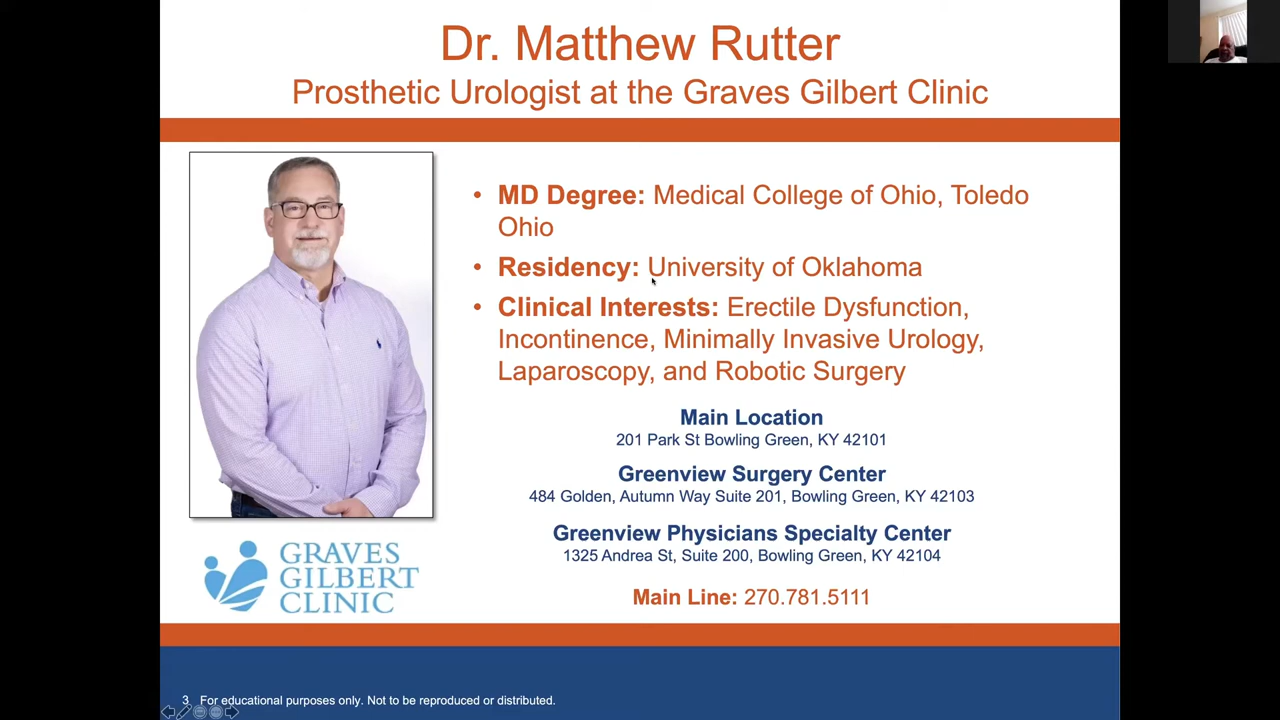 Dr. Matthew Rutter
Prosthetic Urologist at the Graves Gilbert Clinic
• MD Degree: Medical College of Ohio, Toledo
Ohio
• Residency: University of Oklahoma
• Clinical Interests: Erectile Dysfunction,
Incontinence, Minimally Invasive Urology,
Laparoscopy, and Robotic Surgery
Main Location
201 Park St Bowling Green, KY 42101
Greenview Surgery Center
484 Golden, Autumn Way Suite 201, Bowling Green, KY 42103
Greenview Physicians Specialty Center
1325 Andrea St, Suite 200, Bowling Green, KY 42104
Main Line: 270.781.5111
GRAVES
GILBERT
CLINIC
3 For educational purposes only. Not to be reproduced or distributed.